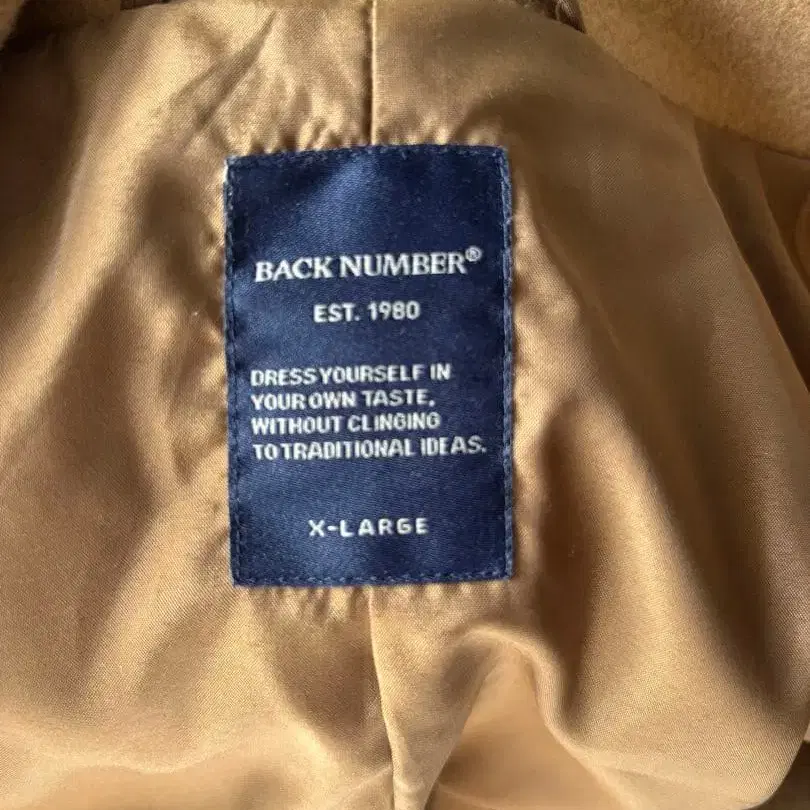 BACK NUMBER®
EST. 1980
DRESS YOURSELF IN
YOUR OWN TASTE,
WITHOUT CLINGING
TO TRADITIONAL IDEAS.
X-LARGE